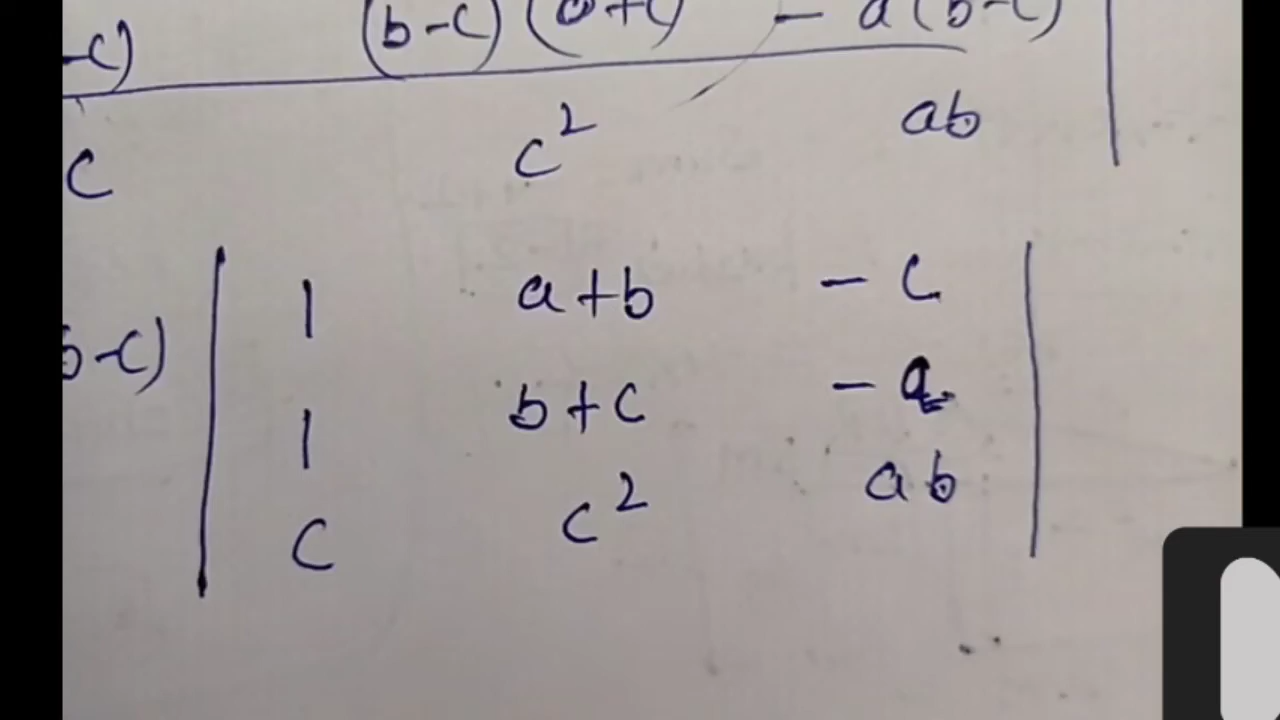 -c) (b-c) (b+c) - a(b-c)
c c² ab
1 a+b - c
b-c) 1 b+c - a
c c² ab